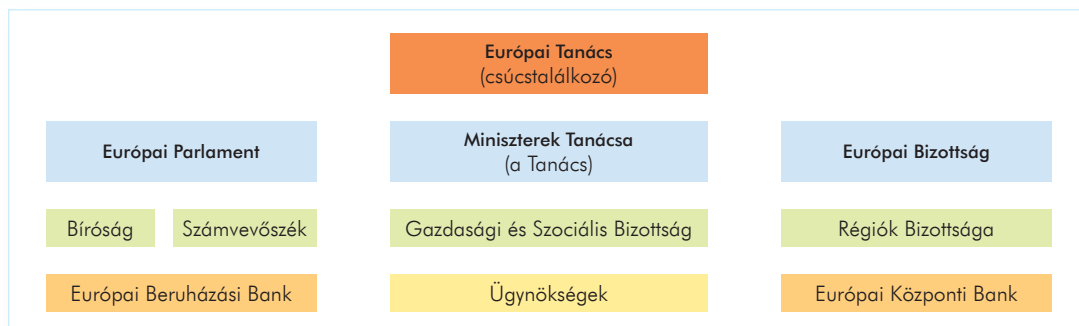 Európai Tanács
(csúcstalálkozó)
Európai Parlament
Miniszterek Tanácsa
(a Tanács)
Európai Bizottság
Bíróság
Számvevőszék
Gazdasági és Szociális Bizottság
Régiók Bizottsága
Európai Beruházási Bank
Ügynökségek
Európai Központi Bank